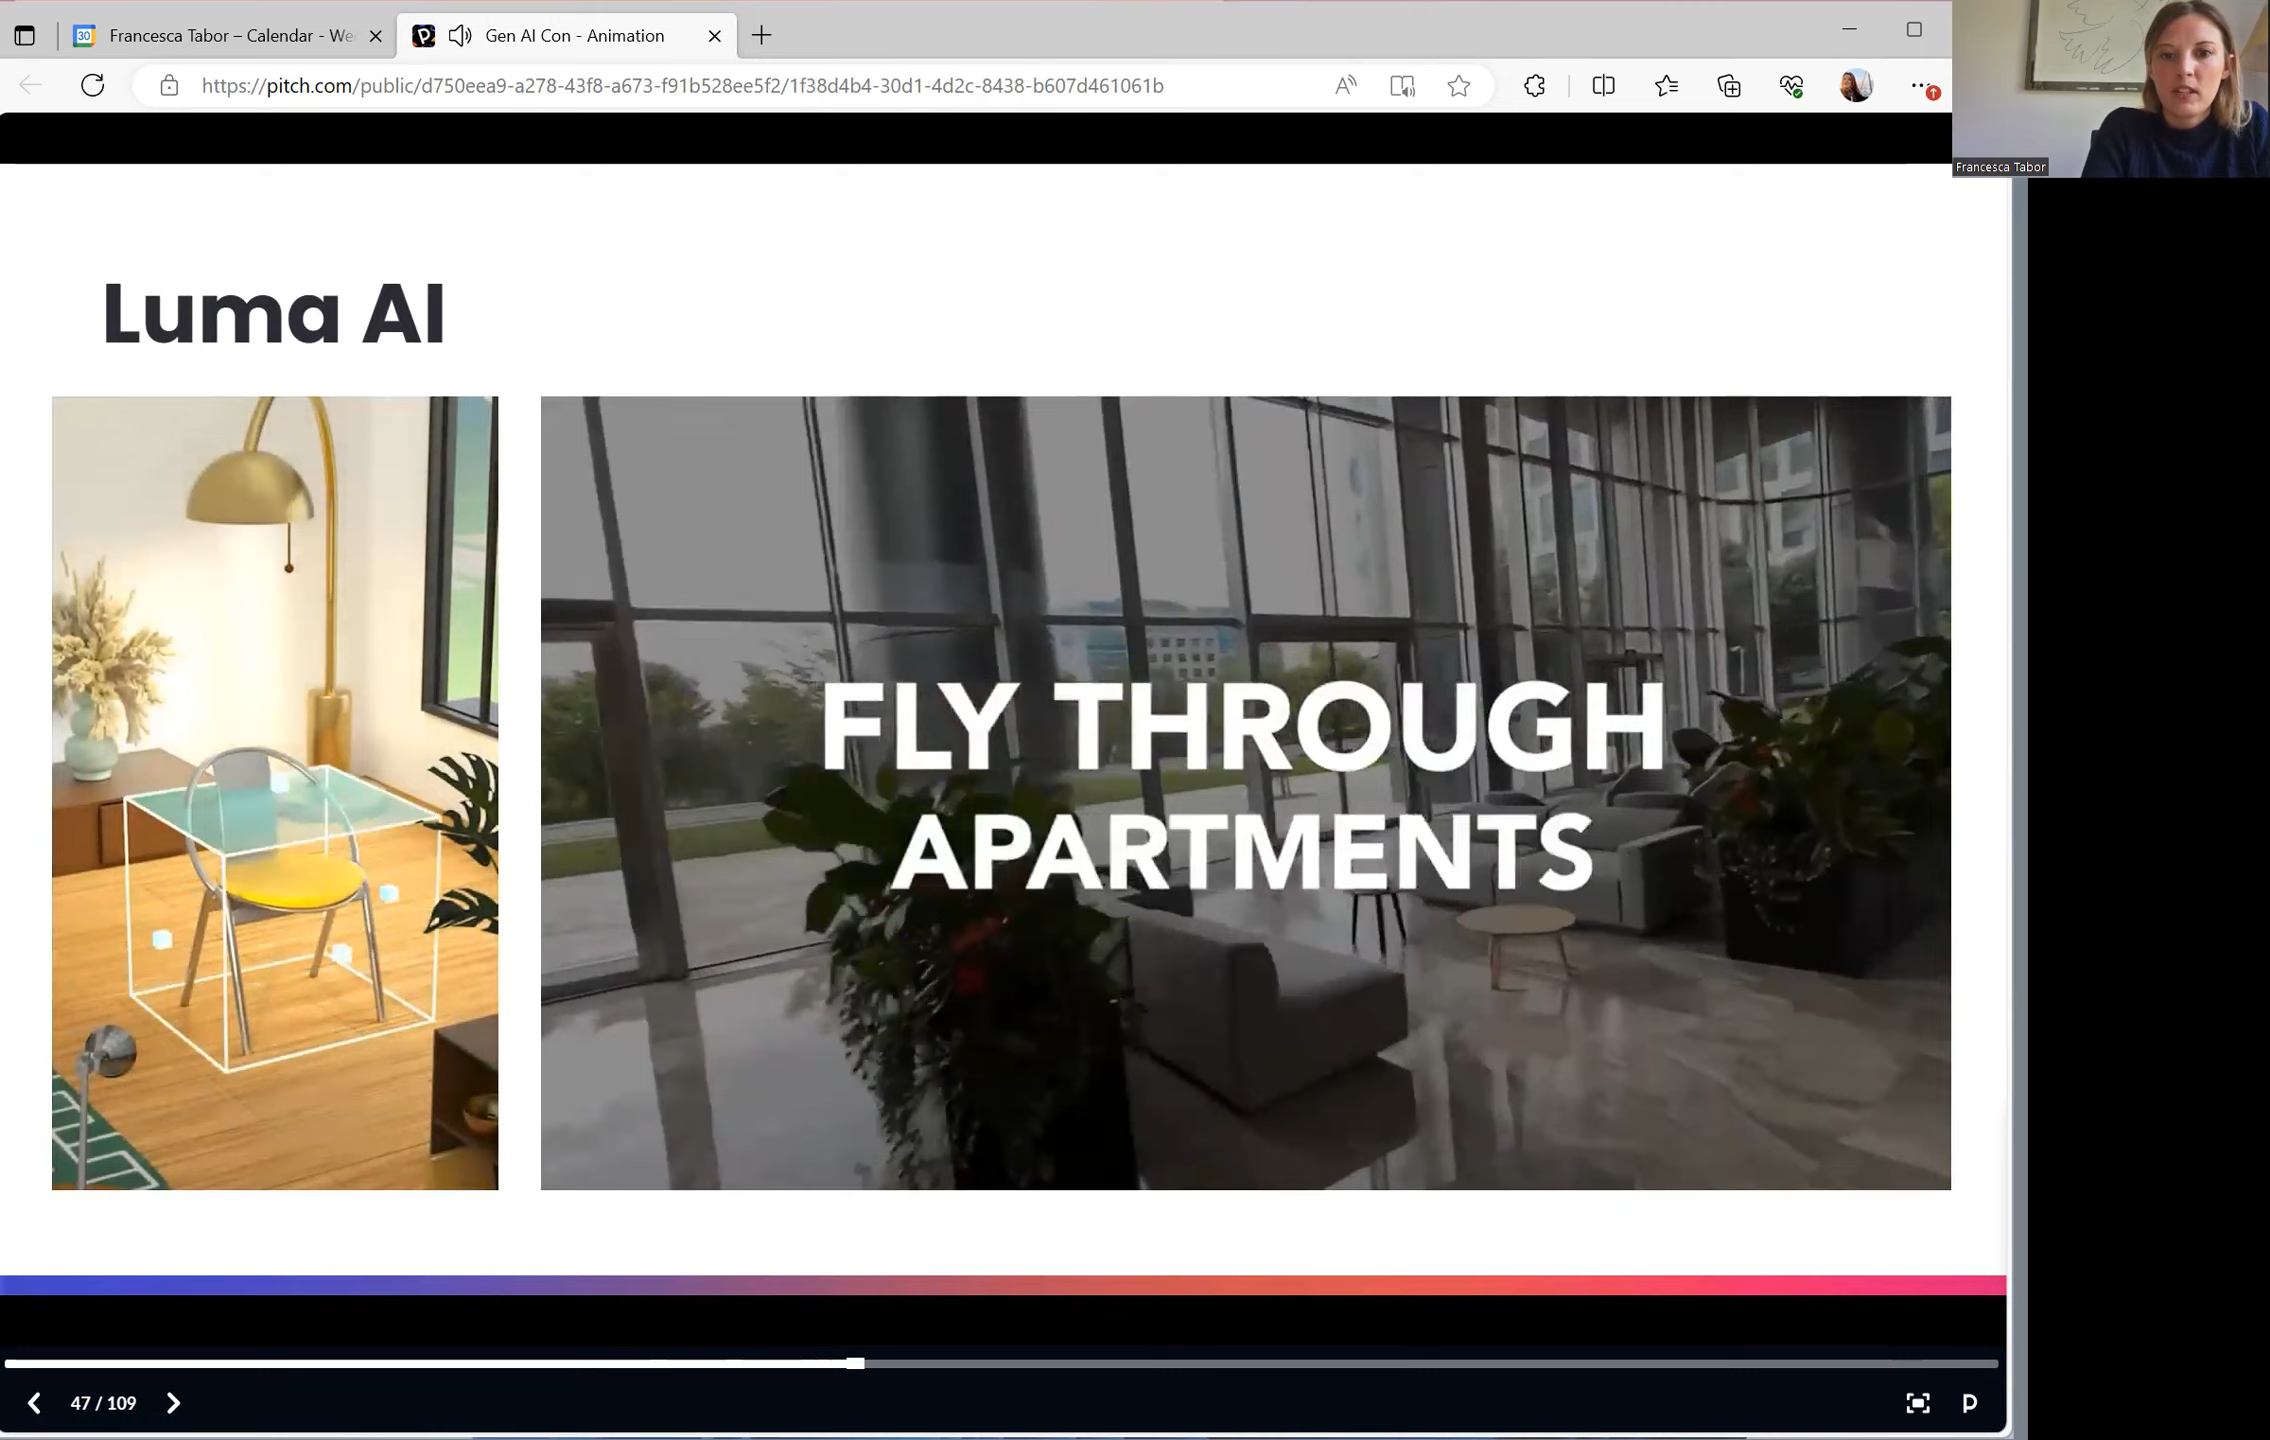 Francesca Tabor – Calendar - We
Gen AI Con - Animation
https://pitch.com/public/d750eea9-a278-43f8-a673-f91b528ee5f2/1f38d4b4-30d1-4d2c-8438-b607d461061b
Francesca Tabor
Luma AI
FLY THROUGH
APARTMENTS
47 / 109